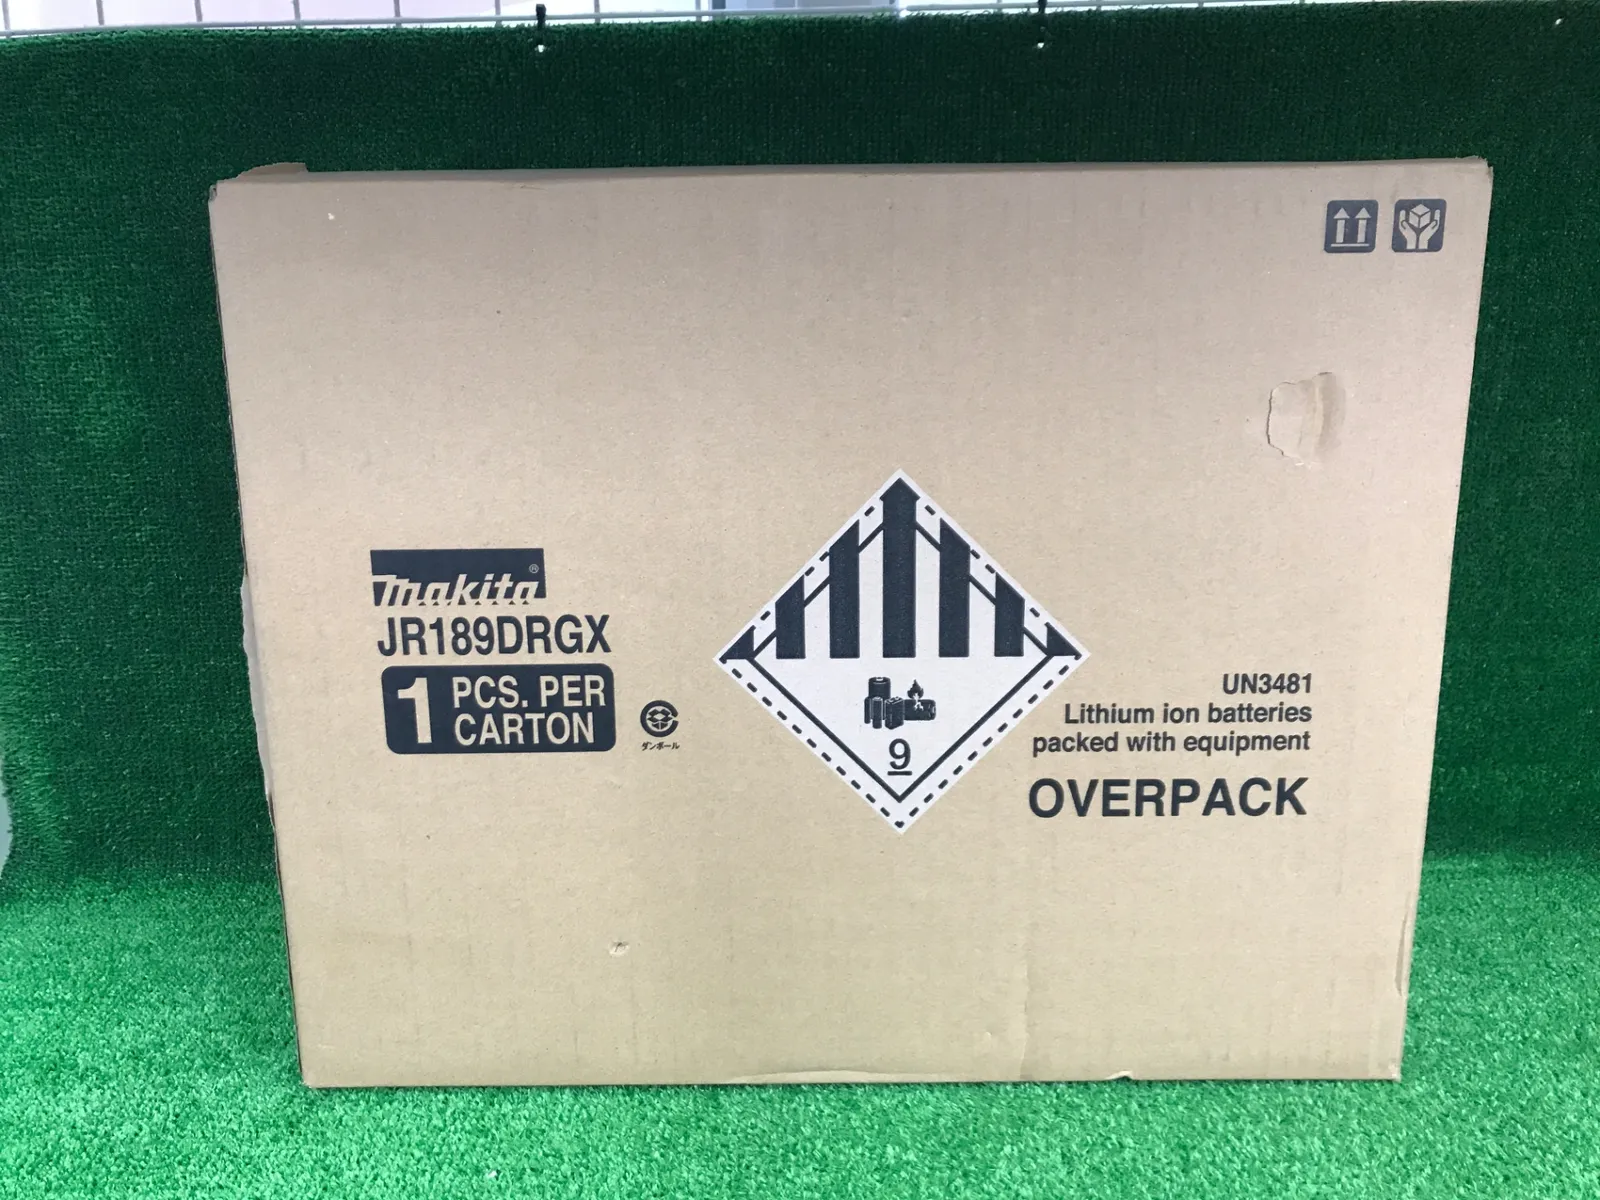 makita®
JR189DRGX
1 PCS. PER
CARTON
ダンボール
9
UN3481
Lithium ion batteries
packed with equipment
OVERPACK